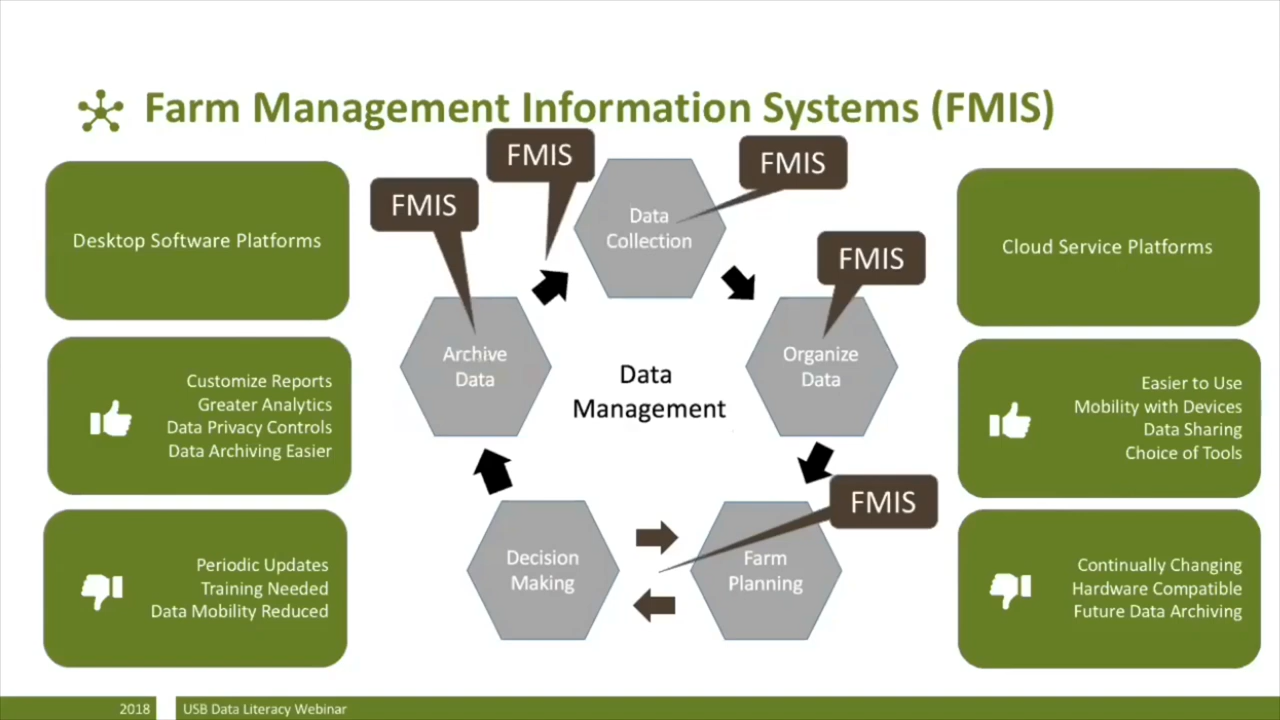 Farm Management Information Systems (FMIS)
Desktop Software Platforms
Customize Reports
Greater Analytics
Data Privacy Controls
Data Archiving Easier
Periodic Updates
Training Needed
Data Mobility Reduced
FMIS
FMIS
FMIS
FMIS
FMIS
Data
Collection
Organize
Data
Farm
Planning
Decision
Making
Archive
Data
Data
Management
Cloud Service Platforms
Easier to Use
Mobility with Devices
Data Sharing
Choice of Tools
Continually Changing
Hardware Compatible
Future Data Archiving
2018
USB Data Literacy Webinar